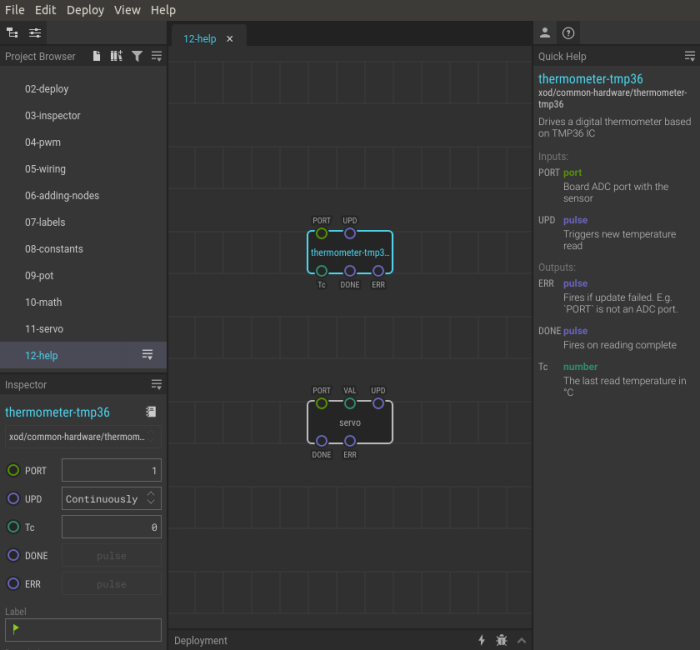 File Edit Deploy View Help
Project Browser
02-deploy
03-inspector
04-pwm
05-wiring
06-adding-nodes
07-labels
08-constants
09-pot
10-math
11-servo
12-help
Inspector
thermometer-tmp36
xod/common-hardware/thermom...
PORT 1
UPD Continuously
Tc 0
DONE pulse
ERR pulse
Label
12-help ×
PORT UPD
thermometer-tmp3...
Tc DONE ERR
PORT VAL UPD
servo
DONE ERR
Deployment
Quick Help
thermometer-tmp36
xod/common-hardware/thermometer-
tmp36
Drives a digital thermometer based
on TMP36 IC
Inputs:
PORT port
Board ADC port with the
sensor
UPD pulse
Triggers new temperature
read
Outputs:
ERR pulse
Fires if update failed. E.g.
`PORT` is not an ADC port.
DONE pulse
Fires on reading complete
Tc number
The last read temperature in
°C